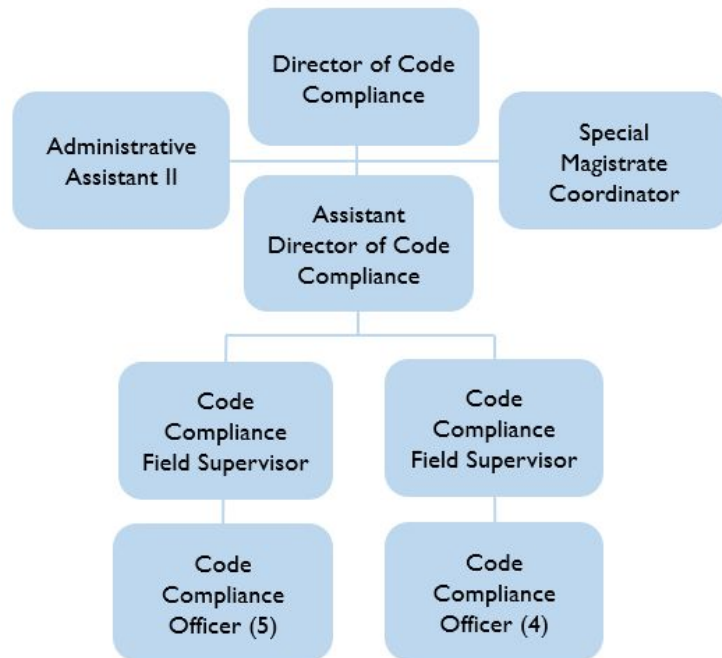 Director of Code
Compliance
Administrative
Assistant II
Special
Magistrate
Coordinator
Assistant
Director of Code
Compliance
Code
Compliance
Field Supervisor
Code
Compliance
Field Supervisor
Code
Compliance
Officer (5)
Code
Compliance
Officer (4)